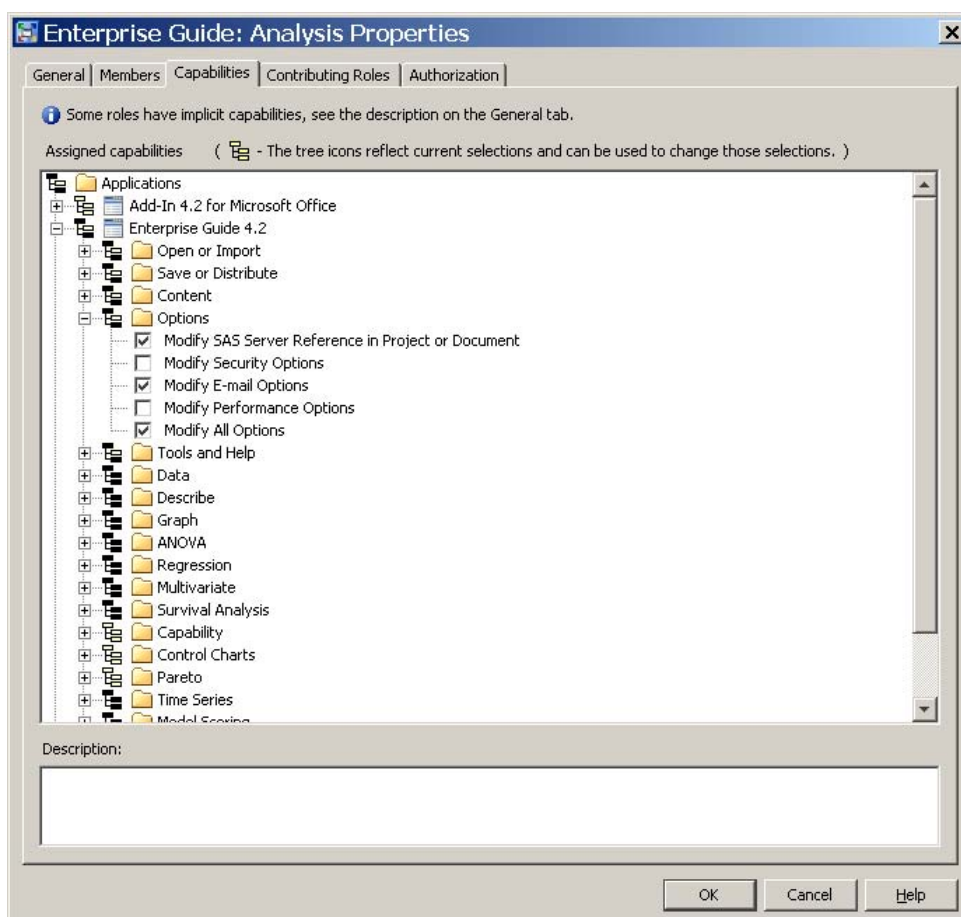 Enterprise Guide: Analysis Properties
General Members Capabilities Contributing Roles Authorization
Some roles have implicit capabilities, see the description on the General tab.
Assigned capabilities ( - The tree icons reflect current selections and can be used to change those selections. )
Applications
Add-In 4.2 for Microsoft Office
Enterprise Guide 4.2
Open or Import
Save or Distribute
Content
Options
Modify SAS Server Reference in Project or Document
Modify Security Options
Modify E-mail Options
Modify Performance Options
Modify All Options
Tools and Help
Data
Describe
Graph
ANOVA
Regression
Multivariate
Survival Analysis
Capability
Control Charts
Pareto
Time Series
Model Scoring
Description:
OK Cancel Help